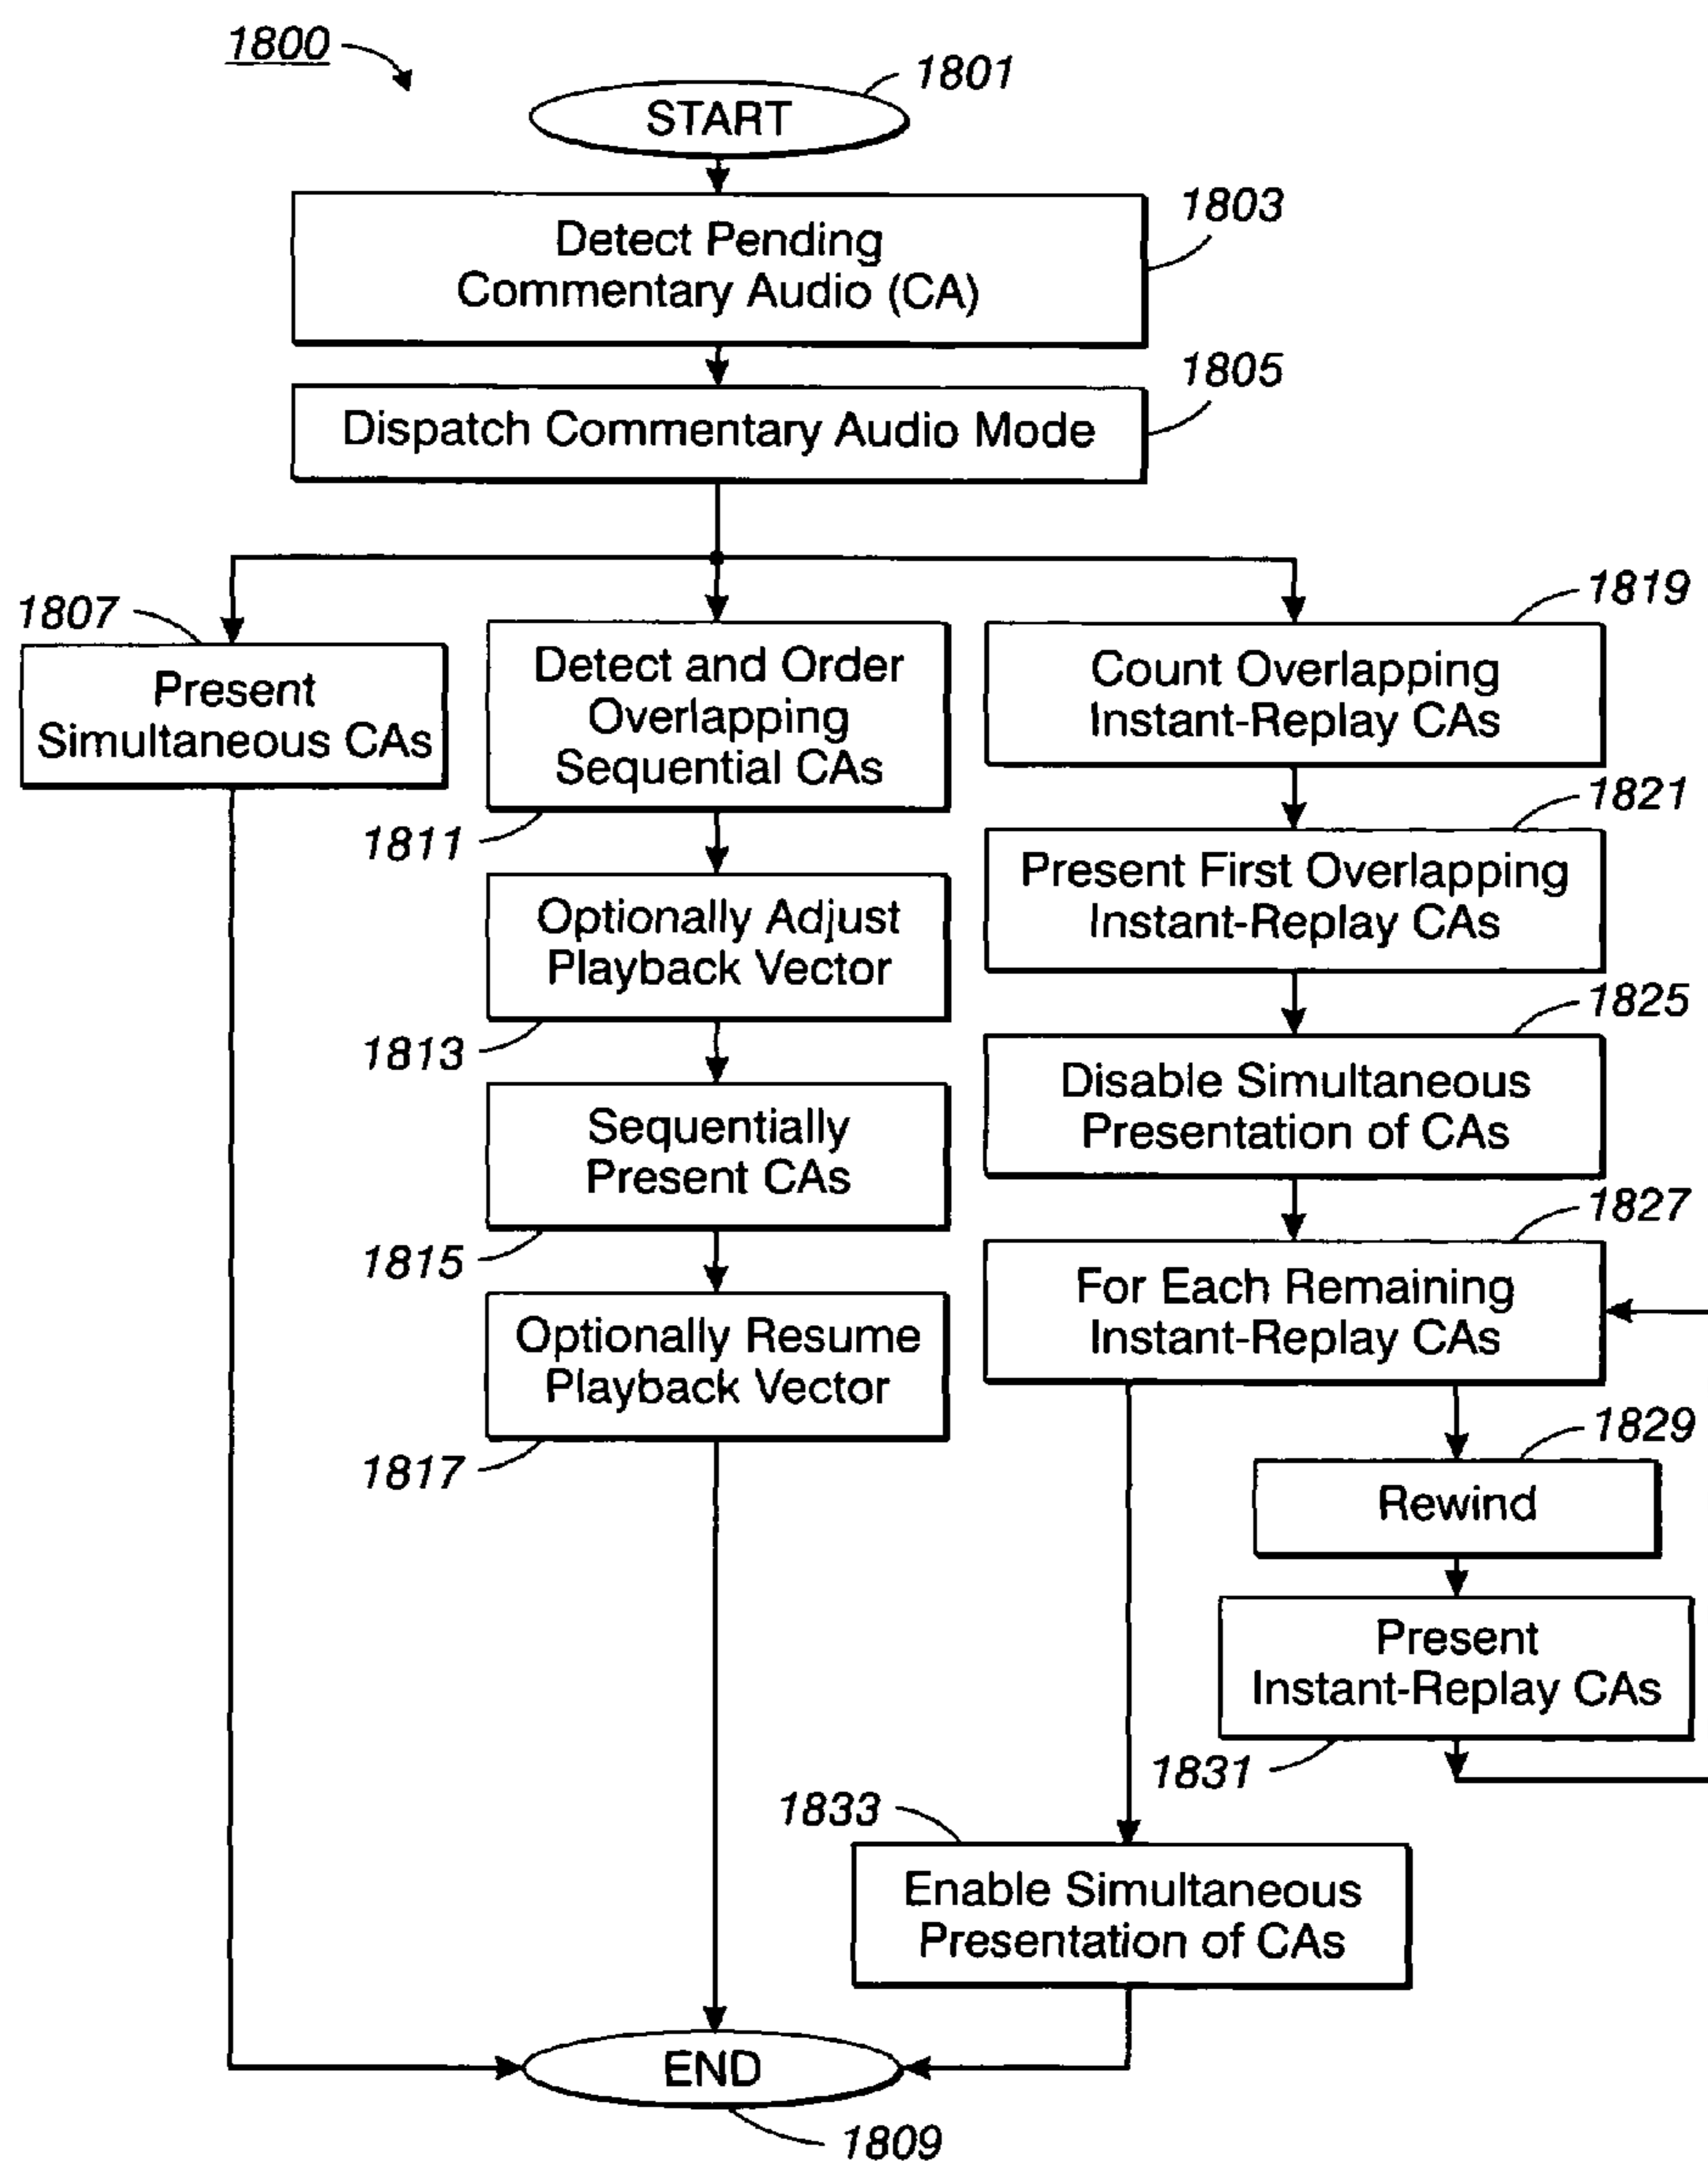 1800
1801
START
1803
Detect Pending
Commentary Audio (CA)
1805
Dispatch Commentary Audio Mode
1807
Present
Simultaneous CAs
Detect and Order
Overlapping
Sequential CAs
1811
Optionally Adjust
Playback Vector
1813
Sequentially
Present CAs
1815
Optionally Resume
Playback Vector
1817
1819
Count Overlapping
Instant-Replay CAs
1821
Present First Overlapping
Instant-Replay CAs
1825
Disable Simultaneous
Presentation of CAs
1827
For Each Remaining
Instant-Replay CAs
1829
Rewind
Present
Instant-Replay CAs
1831
1833
Enable Simultaneous
Presentation of CAs
END
1809